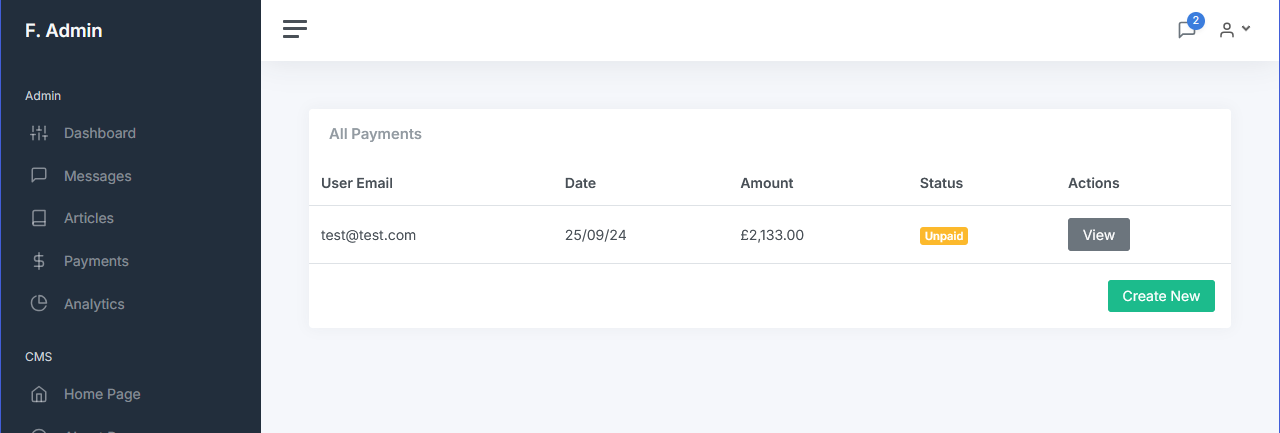 F. Admin
2
Admin
Dashboard
Messages
Articles
Payments
Analytics
CMS
Home Page
All Payments
User Email Date Amount Status Actions
test@test.com 25/09/24 £2,133.00 Unpaid View
Create New